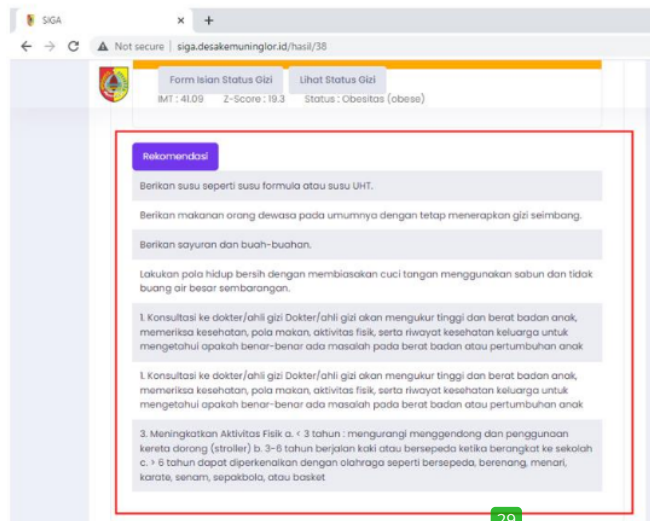 SIGA
Not secure | siga.desakemuninglor.id/hasil/38
Form Isian Status Gizi Lihat Status Gizi
IMT : 41.09 Z-Score : 19.3 Status : Obesitas (obese)
Rekomendasi
Berikan susu seperti susu formula atau susu UHT.
Berikan makanan orang dewasa pada umumnya dengan tetap menerapkan gizi seimbang.
Berikan sayuran dan buah-buahan.
Lakukan pola hidup bersih dengan membiasakan cuci tangan menggunakan sabun dan tidak
buang air besar sembarangan.
1. Konsultasi ke dokter/ahli gizi Dokter/ahli gizi akan mengukur tinggi dan berat badan anak,
memeriksa kesehatan, pola makan, aktivitas fisik, serta riwayat kesehatan keluarga untuk
mengetahui apakah benar-benar ada masalah pada berat badan atau pertumbuhan anak
1. Konsultasi ke dokter/ahli gizi Dokter/ahli gizi akan mengukur tinggi dan berat badan anak,
memeriksa kesehatan, pola makan, aktivitas fisik, serta riwayat kesehatan keluarga untuk
mengetahui apakah benar-benar ada masalah pada berat badan atau pertumbuhan anak
3. Meningkatkan Aktivitas Fisik a. < 3 tahun : mengurangi menggendong dan penggunaan
kereta dorong (stroller) b. 3-6 tahun berjalan kaki atau bersepeda ketika berangkat ke sekolah
c. > 6 tahun dapat diperkenalkan dengan olahraga seperti bersepeda, berenang, menari,
karate, senam, sepakbola, atau basket
29